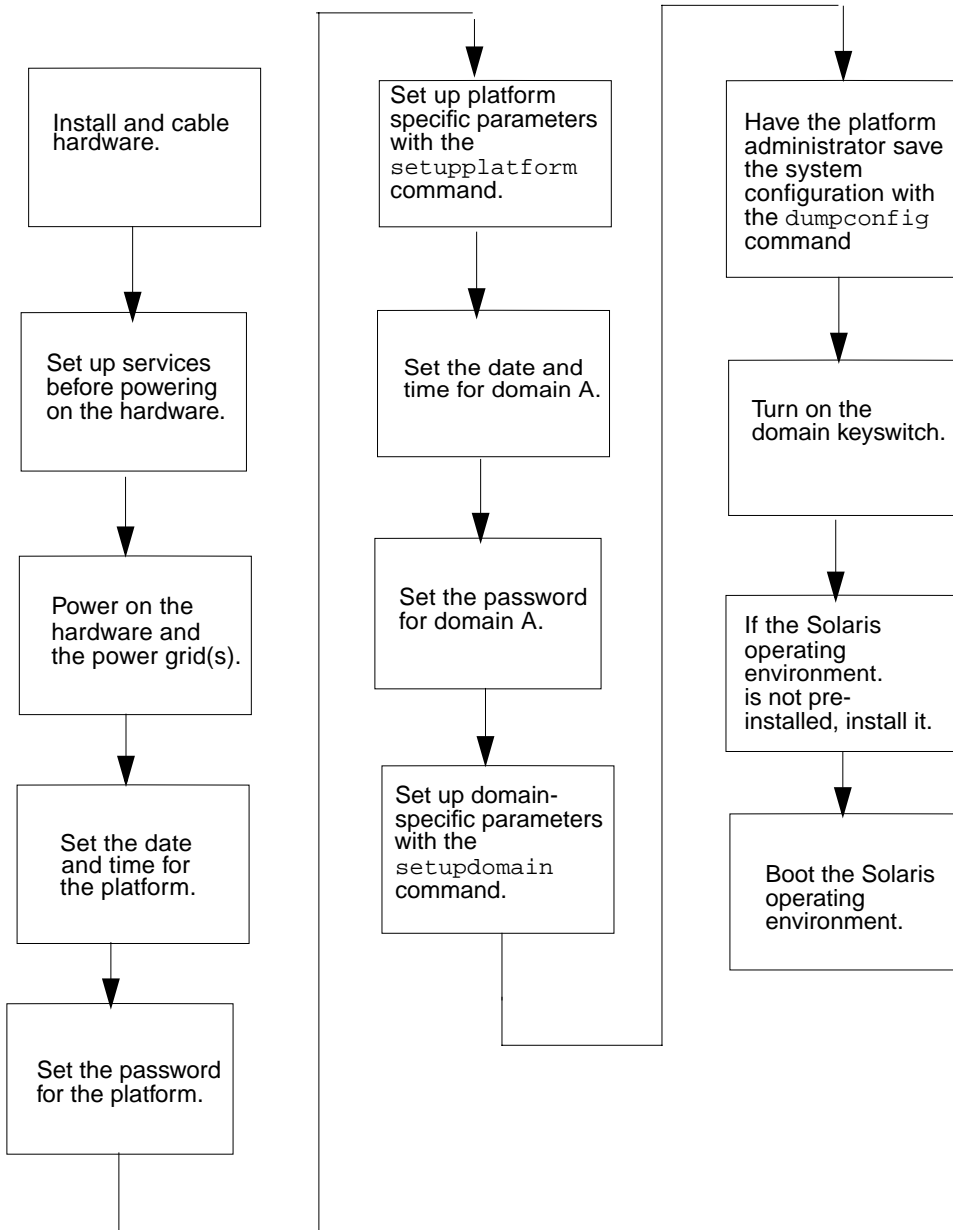 Install and cable
hardware.
Set up services
before powering
on the hardware.
Power on the
hardware and
the power grid(s).
Set the date
and time for
the platform.
Set the password
for the platform.
Set up platform
specific parameters
with the
setupplatform
command.
Set the date and
time for domain A.
Set the password
for domain A.
Set up domain-
specific parameters
with the
setupdomain
command.
Have the platform
administrator save
the system
configuration with
the dumpconfig
command
Turn on the
domain keyswitch.
If the Solaris
operating
environment.
is not pre-
installed, install it.
Boot the Solaris
operating
environment.